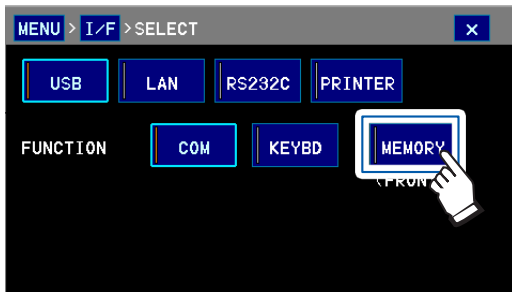 MENU > I/F > SELECT ×
USB LAN RS232C PRINTER
FUNCTION COM KEYBD MEMORY